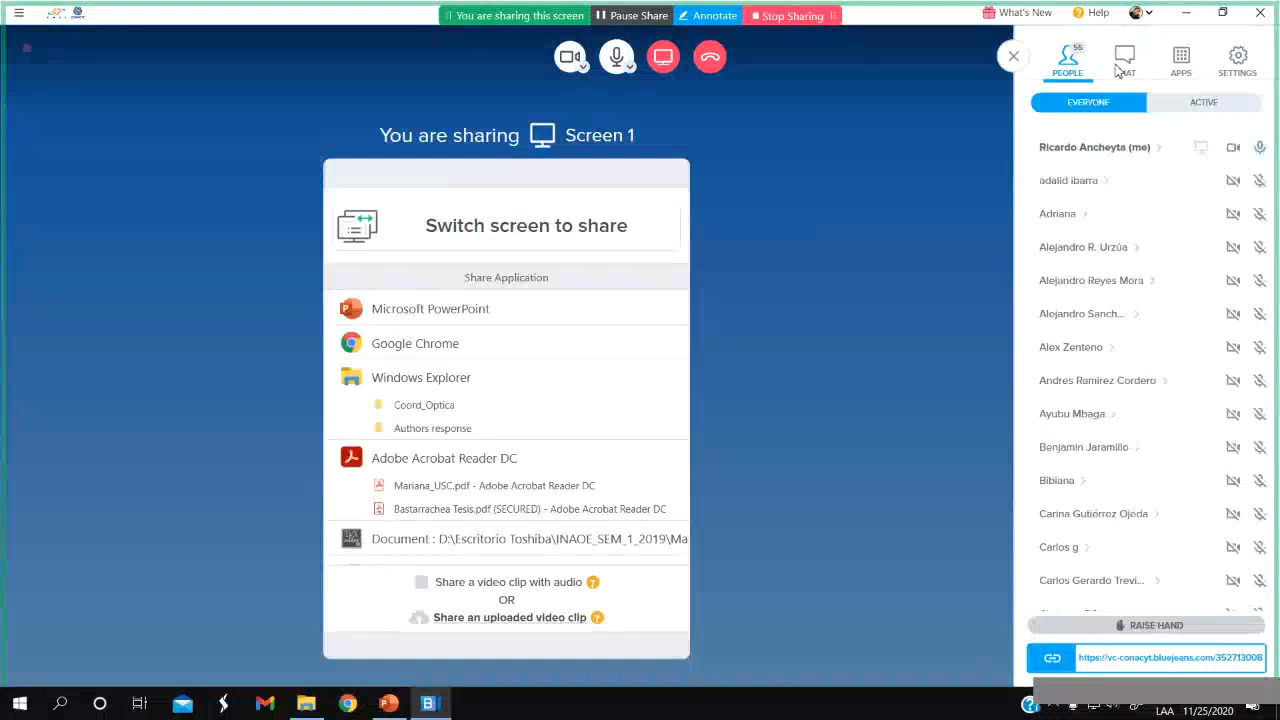 You are sharing this screen
Pause Share
Annotate
Stop Sharing
What's New
Help
55
PEOPLE
APPS
SETTINGS
EVERYONE
ACTIVE
You are sharing Screen 1
Switch screen to share
Share Application
Microsoft PowerPoint
Google Chrome
Windows Explorer
Coord_Optica
Authors response
Adobe Acrobat Reader DC
Mariana_USC.pdf - Adobe Acrobat Reader DC
Bastarrachea Tesis.pdf (SECURED) - Adobe Acrobat Reader DC
Document : D:\Escritorio Toshiba\INAOE_SEM_1_2019\Ma
Share a video clip with audio
OR
Share an uploaded video clip
Ricardo Ancheyta (me)
adalid ibarra
Adriana
Alejandro R. Urzúa
Alejandro Reyes Mora
Alejandro Sanch...
Alex Zenteno
Andres Ramirez Cordero
Ayubu Mbaga
Benjamin Jaramillo
Bibiana
Carina Gutiérrez Ojeda
Carlos g
Carlos Gerardo Trevi...
RAISE HAND
https://vc-conacyt.bluejeans.com/352713008
LAA 11/25/2020